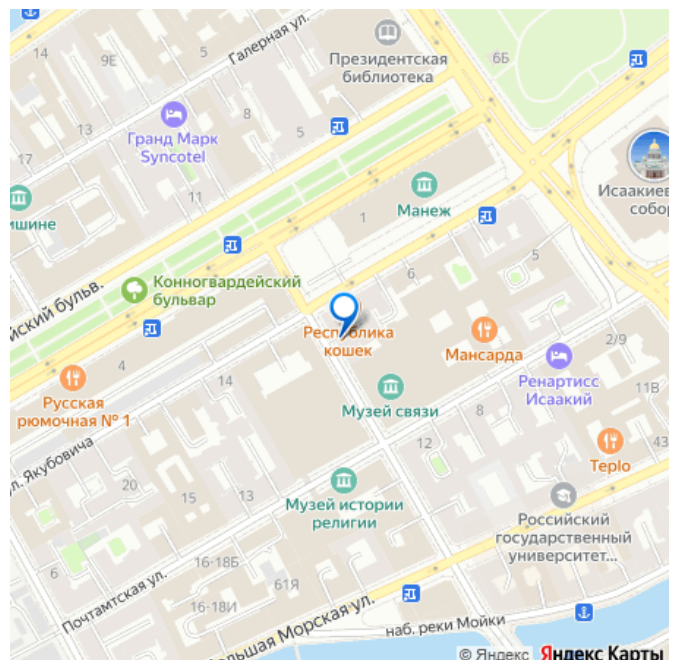 14
9Е
5
Галерная ул.
Президентская
библиотека
6Б
13
Гранд Марк
Syncotel
8
5
17
11
Манеж
1
Исаакиев
собор
ишине
Конногвардейский
бульвар
йский бульв.
6
5
Республика
кошек
Мансарда
2/9
4
14
Ренартисс
Исаакий
11В
Русская
рюмочная № 1
Музей связи
8
12
43
Teplo
л. Якубовича
20
15
13
Музей истории
религии
Российский
государственный
университет...
16-18Б
6
61Я
16-18И
Почтамтская ул.
льшая Морская ул.
наб. реки Мойки
© Яндекс Яндекс Карты